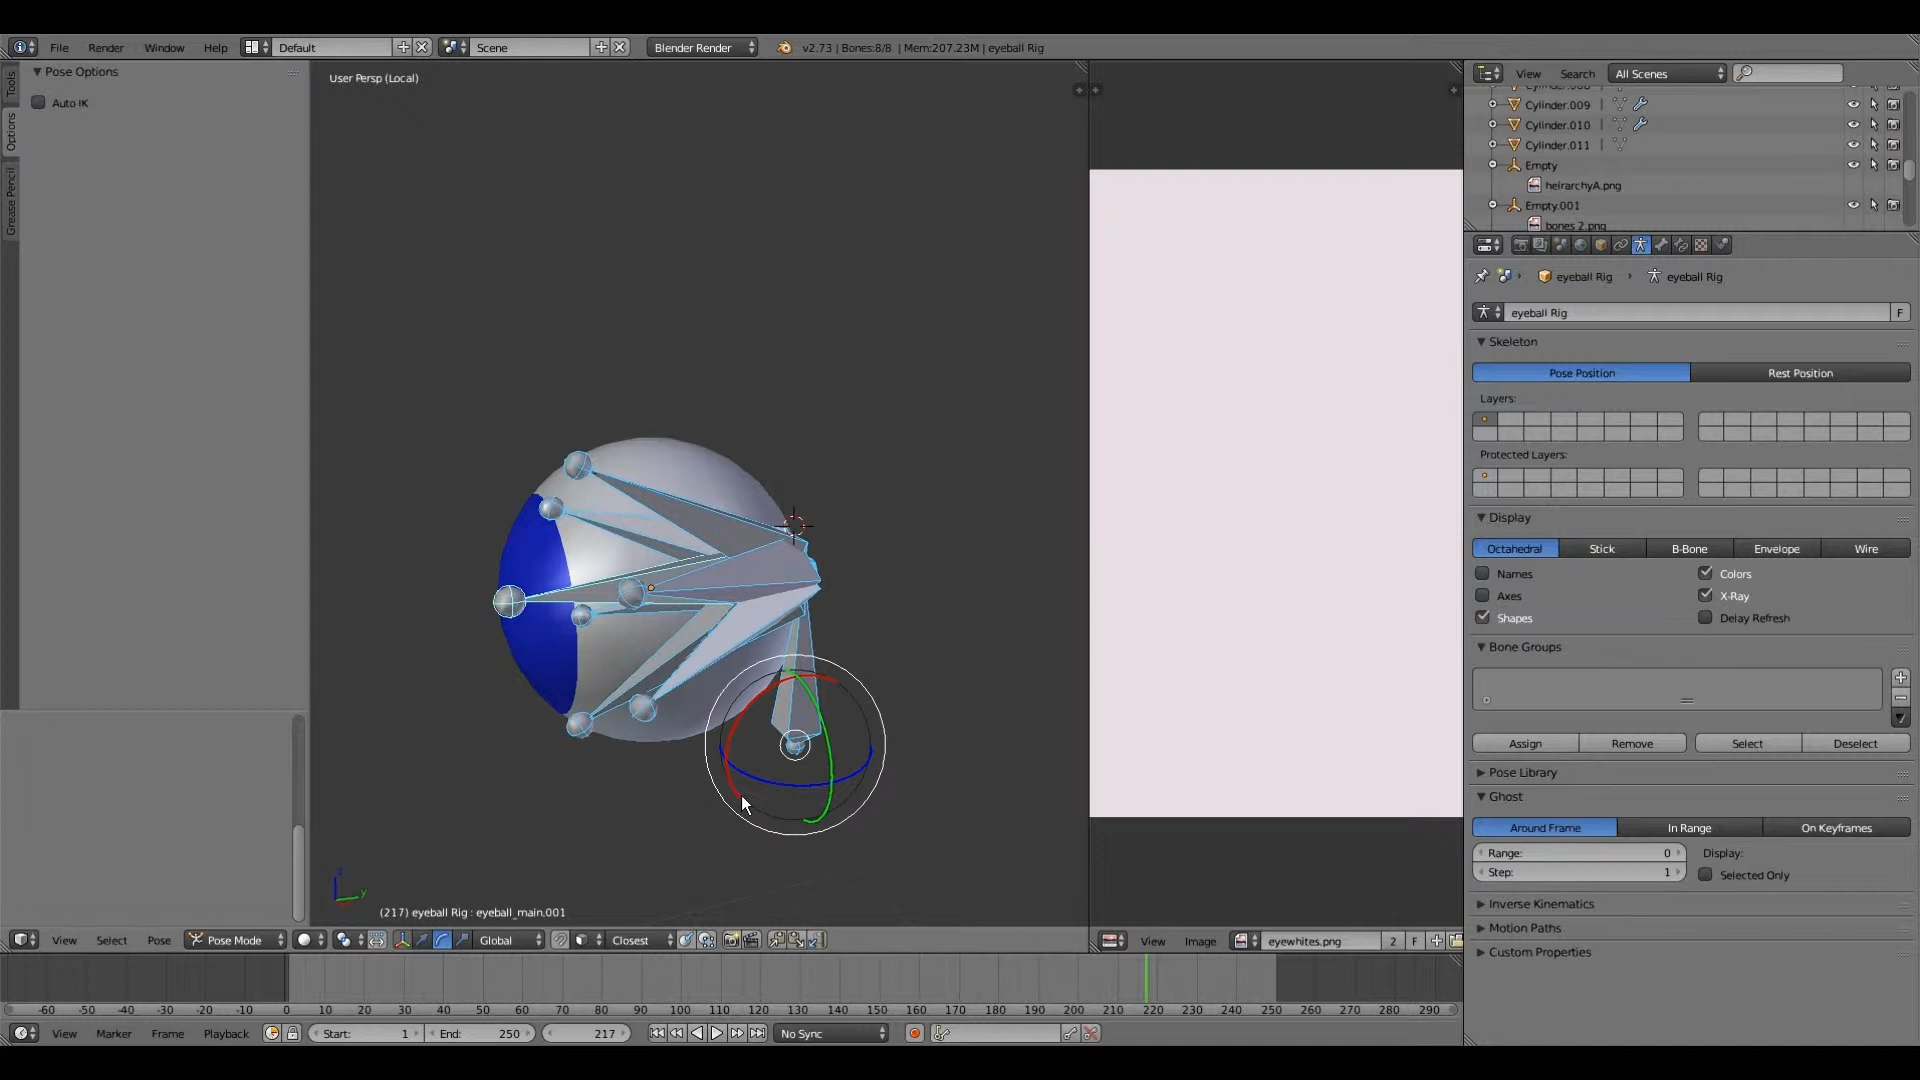 File Render Window Help Default Scene Blender Render v2.73 | Bones:8/8 | Mem:207.23M | eyeball Rig
Tools
Options
Grease Pencil
Pose Options
Auto IK
User Persp (Local)
(217) eyeball Rig : eyeball_main.001
View Select Pose Pose Mode Global Closest
View Image eyewhites.png 2 F
View Search All Scenes
Cylinder.008
Cylinder.009
Cylinder.010
Cylinder.011
Empty
heirarchyA.png
Empty.001
bones 2.png
eyeball Rig eyeball Rig
eyeball Rig F
Skeleton
Pose Position Rest Position
Layers:
Protected Layers:
Display
Octahedral Stick B-Bone Envelope Wire
Names Colors
Axes X-Ray
Shapes Delay Refresh
Bone Groups
Assign Remove Select Deselect
Pose Library
Ghost
Around Frame In Range On Keyframes
Range: 0 Display:
Step: 1 Selected Only
Inverse Kinematics
Motion Paths
Custom Properties
-60 -50 -40 -30 -20 -10 0 10 20 30 40 50 60 70 80 90 100 110 120 130 140 150 160 170 180 190 200 210 220 230 240 250 260 270 280 290
View Marker Frame Playback Start: 1 End: 250 217 No Sync